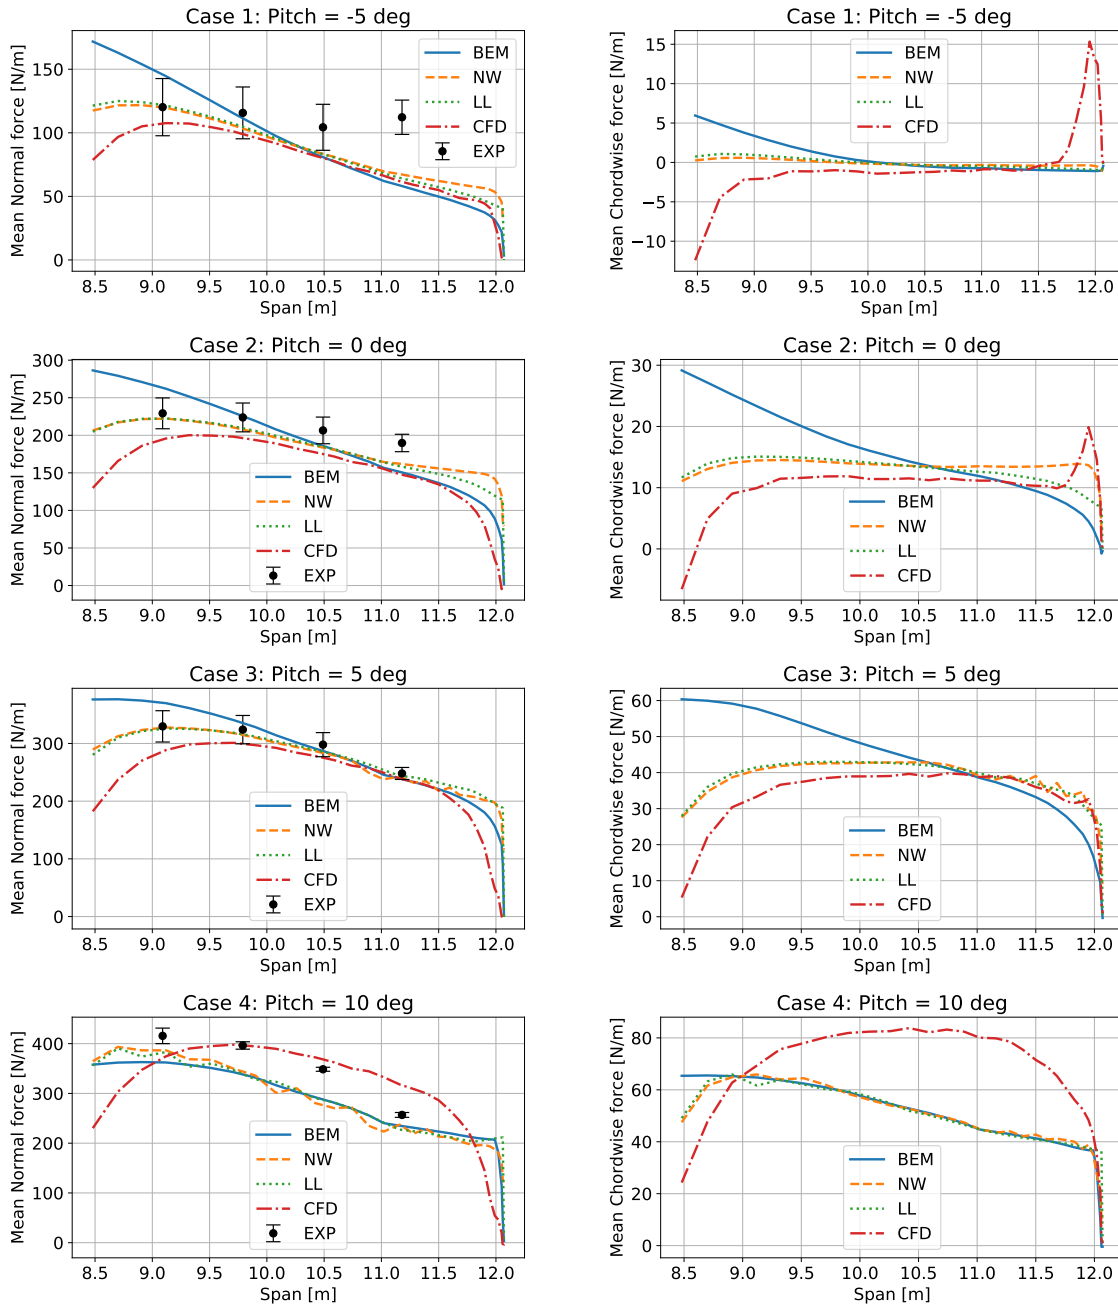 Case 1: Pitch = -5 deg
Mean Normal force [N/m]
150
100
50
0
BEM
NW
LL
CFD
EXP
8.5 9.0 9.5 10.0 10.5 11.0 11.5 12.0
Span [m]
Case 1: Pitch = -5 deg
Mean Chordwise force [N/m]
15
10
5
0
−5
−10
BEM
NW
LL
CFD
8.5 9.0 9.5 10.0 10.5 11.0 11.5 12.0
Span [m]
Case 2: Pitch = 0 deg
Mean Normal force [N/m]
300
250
200
150
100
50
0
BEM
NW
LL
CFD
EXP
8.5 9.0 9.5 10.0 10.5 11.0 11.5 12.0
Span [m]
Case 2: Pitch = 0 deg
Mean Chordwise force [N/m]
30
20
10
0
BEM
NW
LL
CFD
8.5 9.0 9.5 10.0 10.5 11.0 11.5 12.0
Span [m]
Case 3: Pitch = 5 deg
Mean Normal force [N/m]
300
200
100
0
BEM
NW
LL
CFD
EXP
8.5 9.0 9.5 10.0 10.5 11.0 11.5 12.0
Span [m]
Case 3: Pitch = 5 deg
Mean Chordwise force [N/m]
60
50
40
30
20
10
0
BEM
NW
LL
CFD
8.5 9.0 9.5 10.0 10.5 11.0 11.5 12.0
Span [m]
Case 4: Pitch = 10 deg
Mean Normal force [N/m]
400
300
200
100
0
BEM
NW
LL
CFD
EXP
8.5 9.0 9.5 10.0 10.5 11.0 11.5 12.0
Span [m]
Case 4: Pitch = 10 deg
Mean Chordwise force [N/m]
80
60
40
20
0
BEM
NW
LL
CFD
8.5 9.0 9.5 10.0 10.5 11.0 11.5 12.0
Span [m]